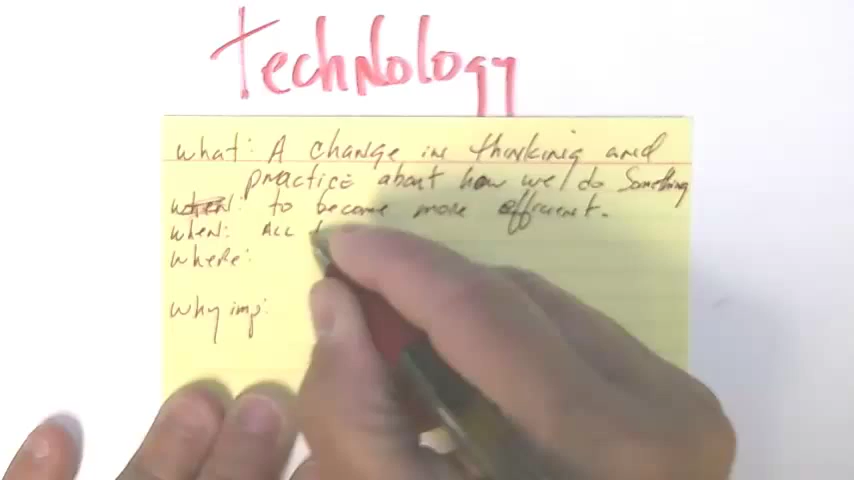 technology
what: A change in thinking and
practice about how we do something
when: to become more efficient.
when: All
where:
why imp: